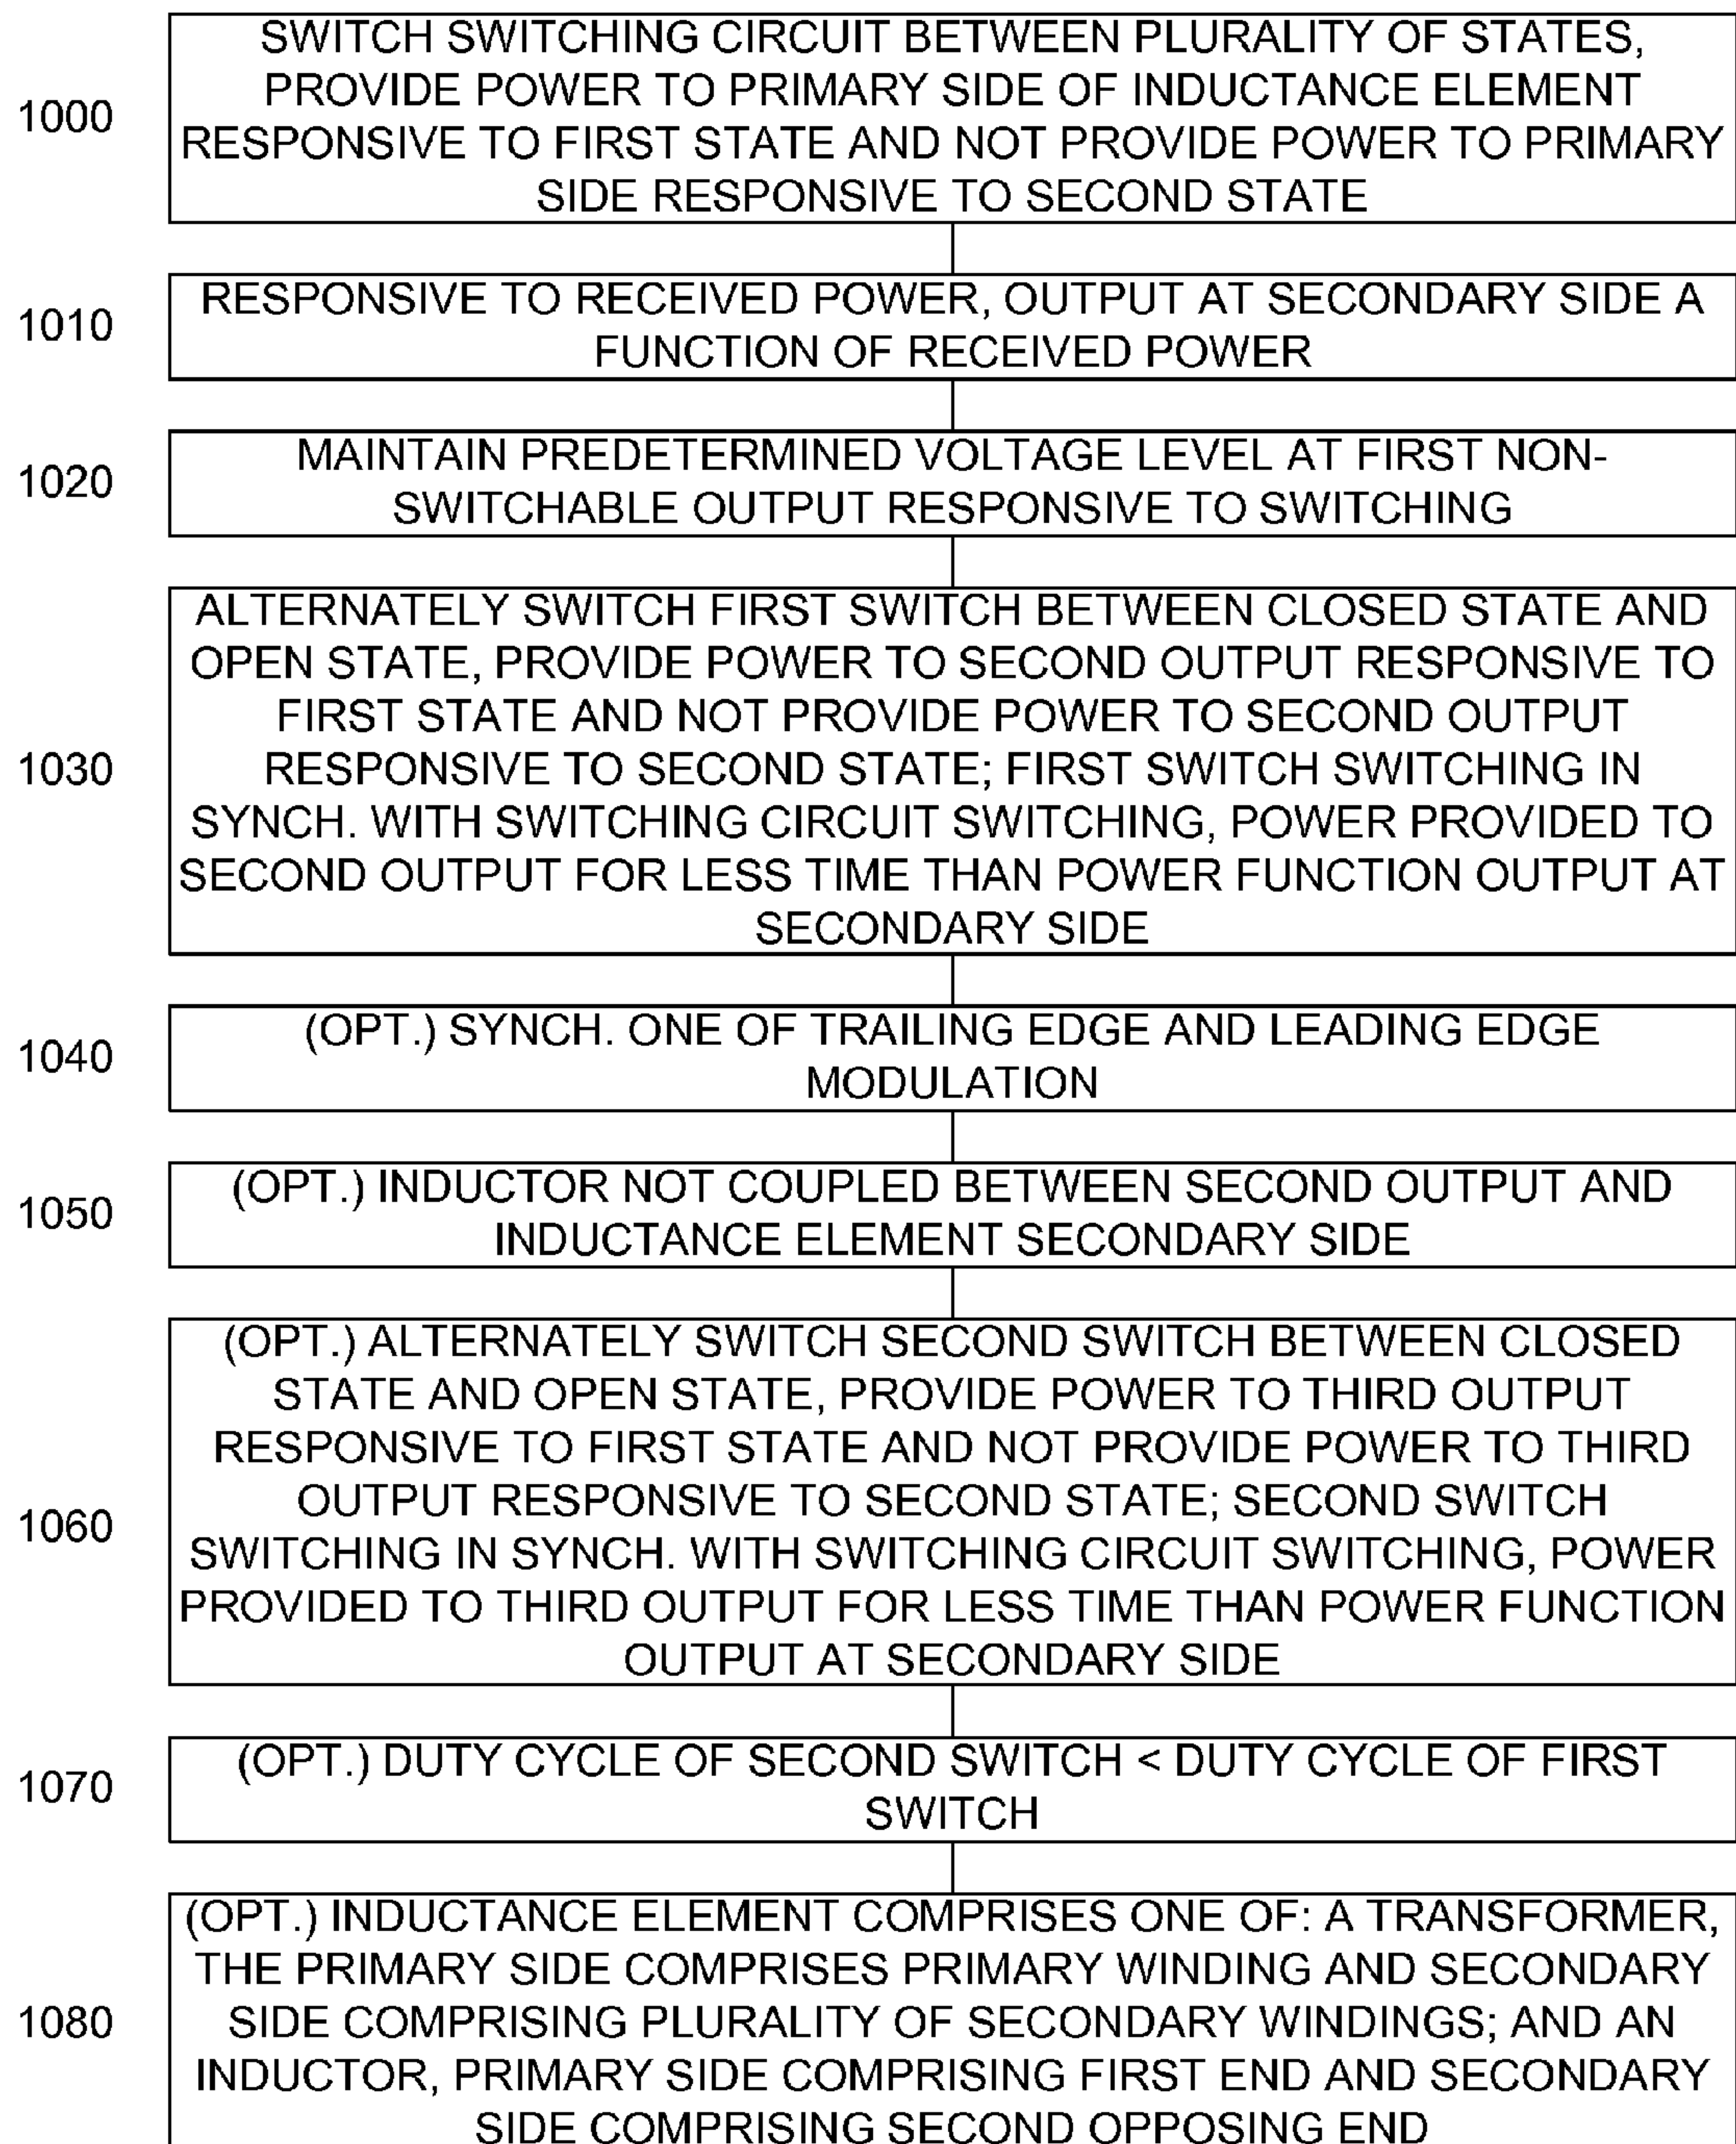 SWITCH SWITCHING CIRCUIT BETWEEN PLURALITY OF STATES,
PROVIDE POWER TO PRIMARY SIDE OF INDUCTANCE ELEMENT
1000
RESPONSIVE TO FIRST STATE AND NOT PROVIDE POWER TO PRIMARY
SIDE RESPONSIVE TO SECOND STATE
RESPONSIVE TO RECEIVED POWER, OUTPUT AT SECONDARY SIDE A
1010
FUNCTION OF RECEIVED POWER
MAINTAIN PREDETERMINED VOLTAGE LEVEL AT FIRST NON-
1020
SWITCHABLE OUTPUT RESPONSIVE TO SWITCHING
ALTERNATELY SWITCH FIRST SWITCH BETWEEN CLOSED STATE AND
OPEN STATE, PROVIDE POWER TO SECOND OUTPUT RESPONSIVE TO
FIRST STATE AND NOT PROVIDE POWER TO SECOND OUTPUT
1030
RESPONSIVE TO SECOND STATE; FIRST SWITCH SWITCHING IN
SYNCH. WITH SWITCHING CIRCUIT SWITCHING, POWER PROVIDED TO
SECOND OUTPUT FOR LESS TIME THAN POWER FUNCTION OUTPUT AT
SECONDARY SIDE
(OPT.) SYNCH. ONE OF TRAILING EDGE AND LEADING EDGE
1040
MODULATION
(OPT.) INDUCTOR NOT COUPLED BETWEEN SECOND OUTPUT AND
1050
INDUCTANCE ELEMENT SECONDARY SIDE
(OPT.) ALTERNATELY SWITCH SECOND SWITCH BETWEEN CLOSED
STATE AND OPEN STATE, PROVIDE POWER TO THIRD OUTPUT
RESPONSIVE TO FIRST STATE AND NOT PROVIDE POWER TO THIRD
OUTPUT RESPONSIVE TO SECOND STATE; SECOND SWITCH
1060
SWITCHING IN SYNCH. WITH SWITCHING CIRCUIT SWITCHING, POWER
PROVIDED TO THIRD OUTPUT FOR LESS TIME THAN POWER FUNCTION
OUTPUT AT SECONDARY SIDE
(OPT.) DUTY CYCLE OF SECOND SWITCH < DUTY CYCLE OF FIRST
1070
SWITCH
(OPT.) INDUCTANCE ELEMENT COMPRISES ONE OF: A TRANSFORMER,
THE PRIMARY SIDE COMPRISES PRIMARY WINDING AND SECONDARY
1080
SIDE COMPRISING PLURALITY OF SECONDARY WINDINGS; AND AN
INDUCTOR, PRIMARY SIDE COMPRISING FIRST END AND SECONDARY
SIDE COMPRISING SECOND OPPOSING END